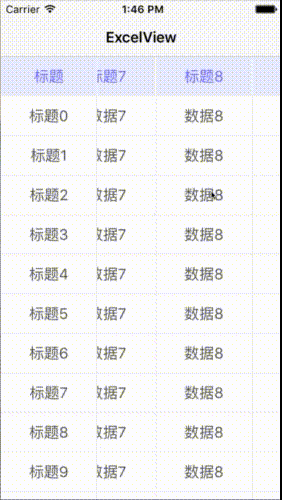 Carrier 1:46 PM
ExcelView
标题 标题7 标题8
标题0 数据7 数据8
标题1 数据7 数据8
标题2 数据7 数据8
标题3 数据7 数据8
标题4 数据7 数据8
标题5 数据7 数据8
标题6 数据7 数据8
标题7 数据7 数据8
标题8 数据7 数据8
标题9 数据7 数据8